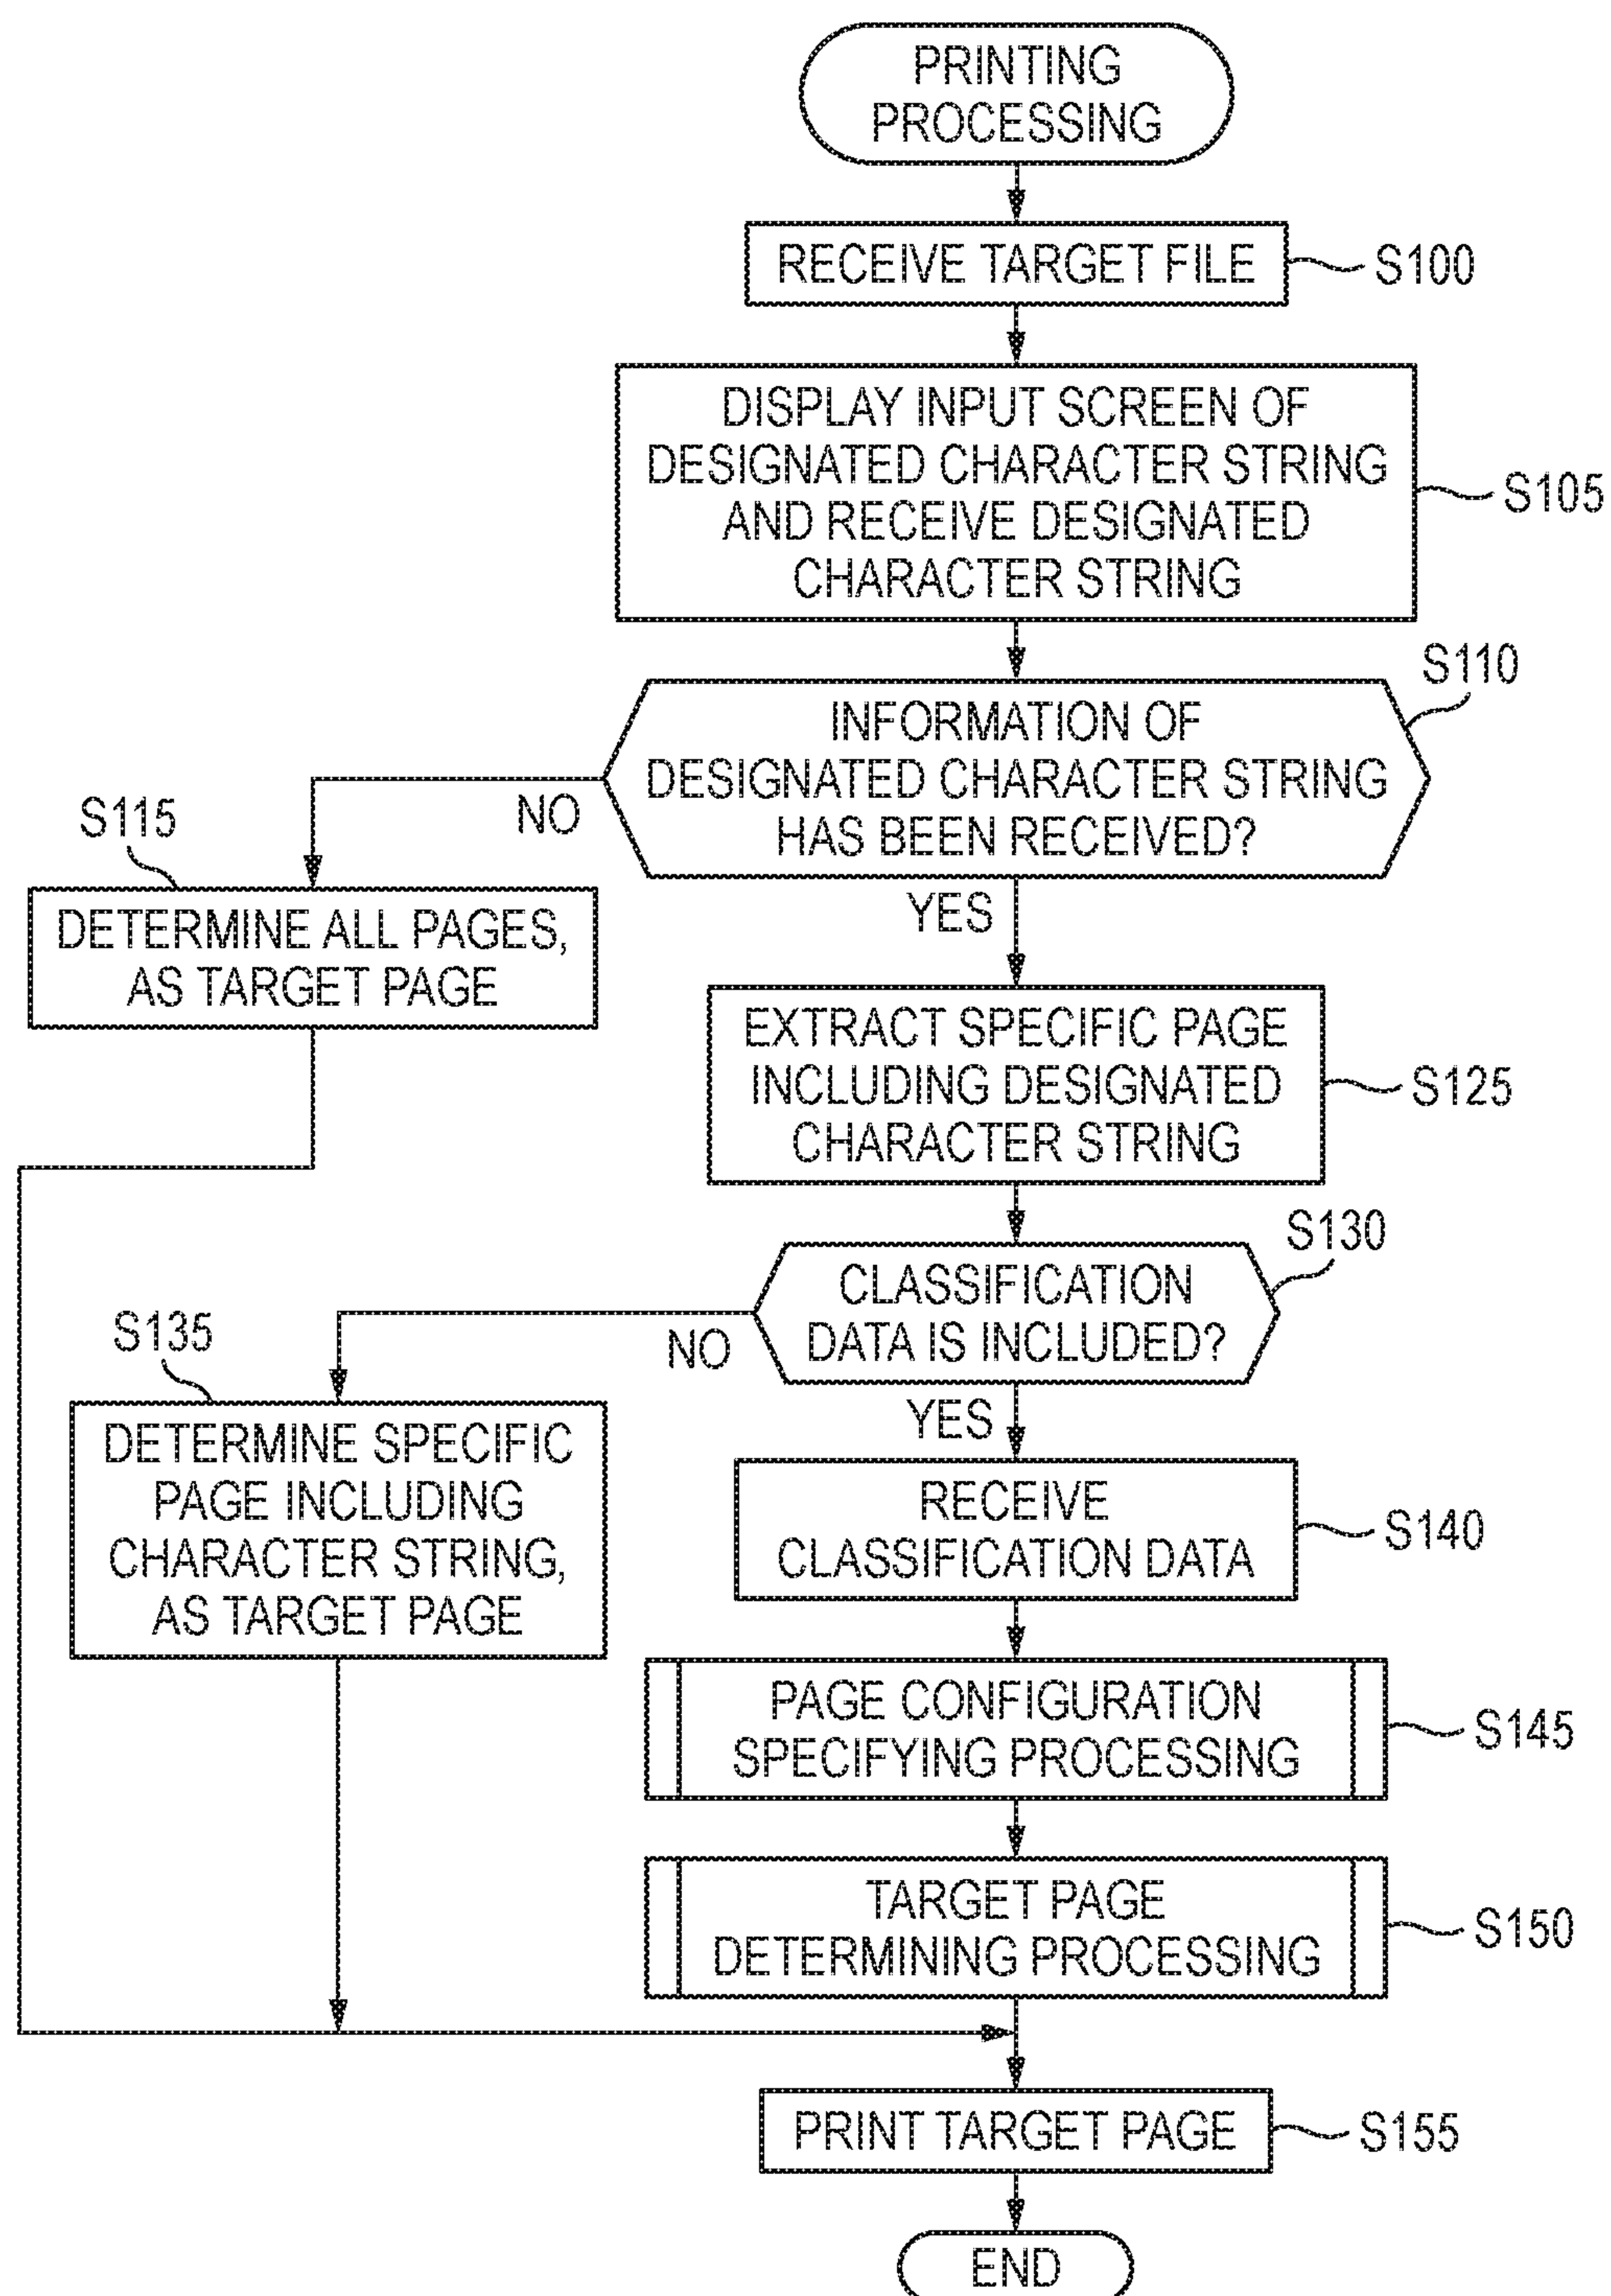 PRINTING
PROCESSING
RECEIVE TARGET FILE
S100
DISPLAY INPUT SCREEN OF
DESIGNATED CHARACTER STRING
AND RECEIVE DESIGNATED
CHARACTER STRING
S105
S110
INFORMATION OF
DESIGNATED CHARACTER STRING
HAS BEEN RECEIVED?
NO
S115
YES
DETERMINE ALL PAGES,
AS TARGET PAGE
EXTRACT SPECIFIC PAGE
INCLUDING DESIGNATED
CHARACTER STRING
S125
S130
CLASSIFICATION
DATA IS INCLUDED?
NO
S135
YES
DETERMINE SPECIFIC
PAGE INCLUDING
CHARACTER STRING,
AS TARGET PAGE
RECEIVE
CLASSIFICATION DATA
S140
PAGE CONFIGURATION
SPECIFYING PROCESSING
S145
TARGET PAGE
DETERMINING PROCESSING
S150
PRINT TARGET PAGE
S155
END